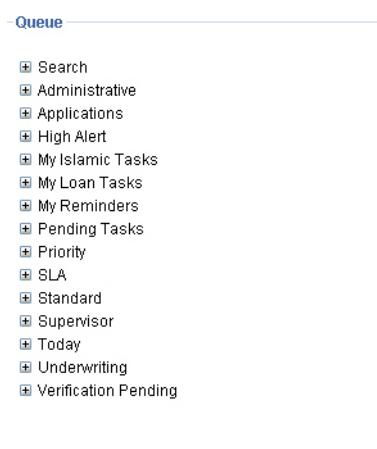 Queue
Search
Administrative
Applications
High Alert
My Islamic Tasks
My Loan Tasks
My Reminders
Pending Tasks
Priority
SLA
Standard
Supervisor
Today
Underwriting
Verification Pending